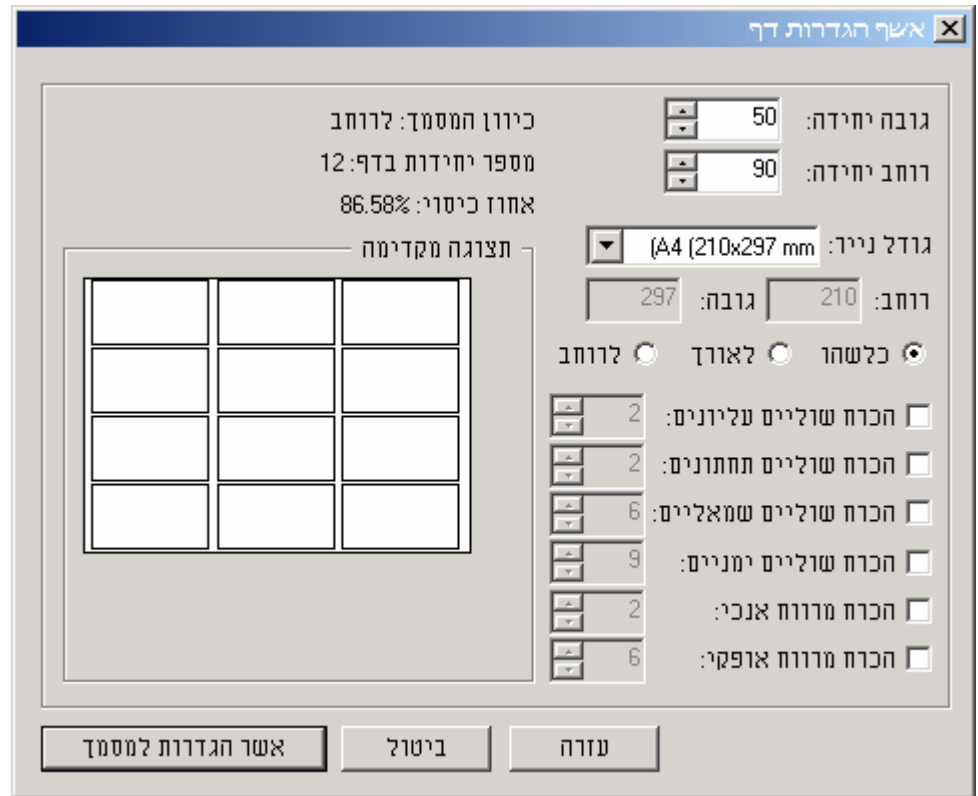 אשף הגדרות דף
גובה יחידה: 50
רוחב יחידה: 90
כיוון המסמך: לרוחב
מספר יחידות בדף: 12
אחוז כיסוי: 86.58%
גודל נייר: A4 (210x297 mm)
רוחב: 210 גובה: 297
כלשהו לאורך לרוחב
הכרח שוליים עליונים: 2
הכרח שוליים תחתונים: 2
הכרח שוליים שמאליים: 6
הכרח שוליים ימניים: 9
הכרח מרווח אנכי: 2
הכרח מרווח אופקי: 6
תצוגה מקדימה
עזרה ביטול אשר הגדרות למסמך